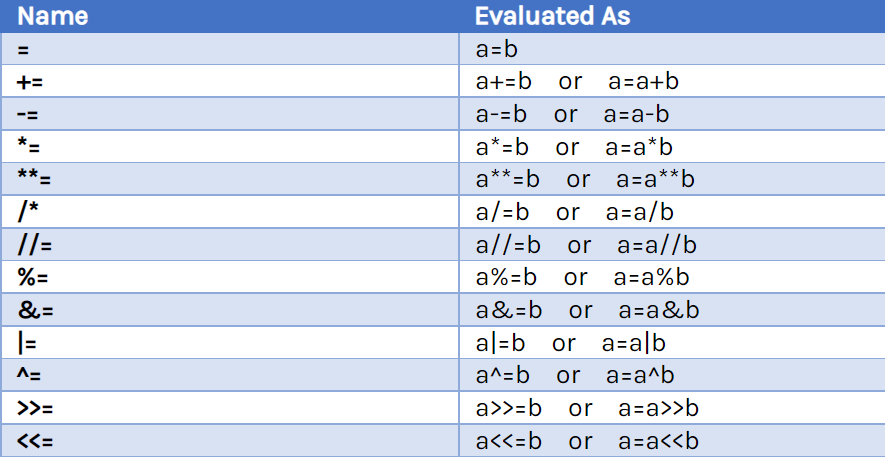 Name Evaluated As
= a=b
+= a+=b or a=a+b
-= a-=b or a=a-b
*= a*=b or a=a*b
**= a**=b or a=a**b
/* a/=b or a=a/b
//= a//=b or a=a//b
%= a%=b or a=a%b
&= a&=b or a=a&b
|= a|=b or a=a|b
^= a^=b or a=a^b
>>= a>>=b or a=a>>b
<<= a<<=b or a=a<<b